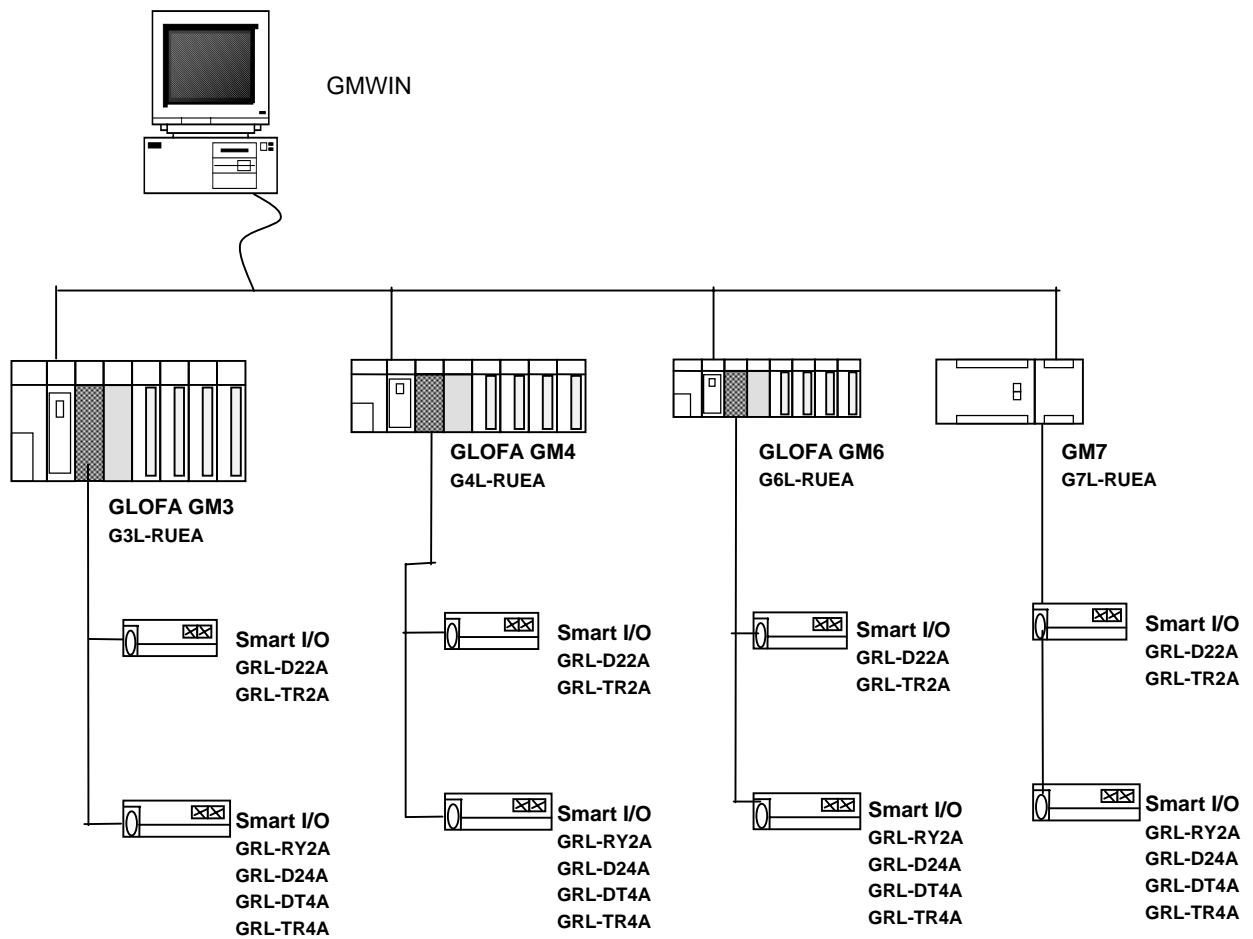 GMWIN
GLOFA GM3
G3L-RUEA
GLOFA GM4
G4L-RUEA
GLOFA GM6
G6L-RUEA
GM7
G7L-RUEA
Smart I/O
GRL-D22A
GRL-TR2A
Smart I/O
GRL-D22A
GRL-TR2A
Smart I/O
GRL-D22A
GRL-TR2A
Smart I/O
GRL-D22A
GRL-TR2A
Smart I/O
GRL-RY2A
GRL-D24A
GRL-DT4A
GRL-TR4A
Smart I/O
GRL-RY2A
GRL-D24A
GRL-DT4A
GRL-TR4A
Smart I/O
GRL-RY2A
GRL-D24A
GRL-DT4A
GRL-TR4A
Smart I/O
GRL-RY2A
GRL-D24A
GRL-DT4A
GRL-TR4A